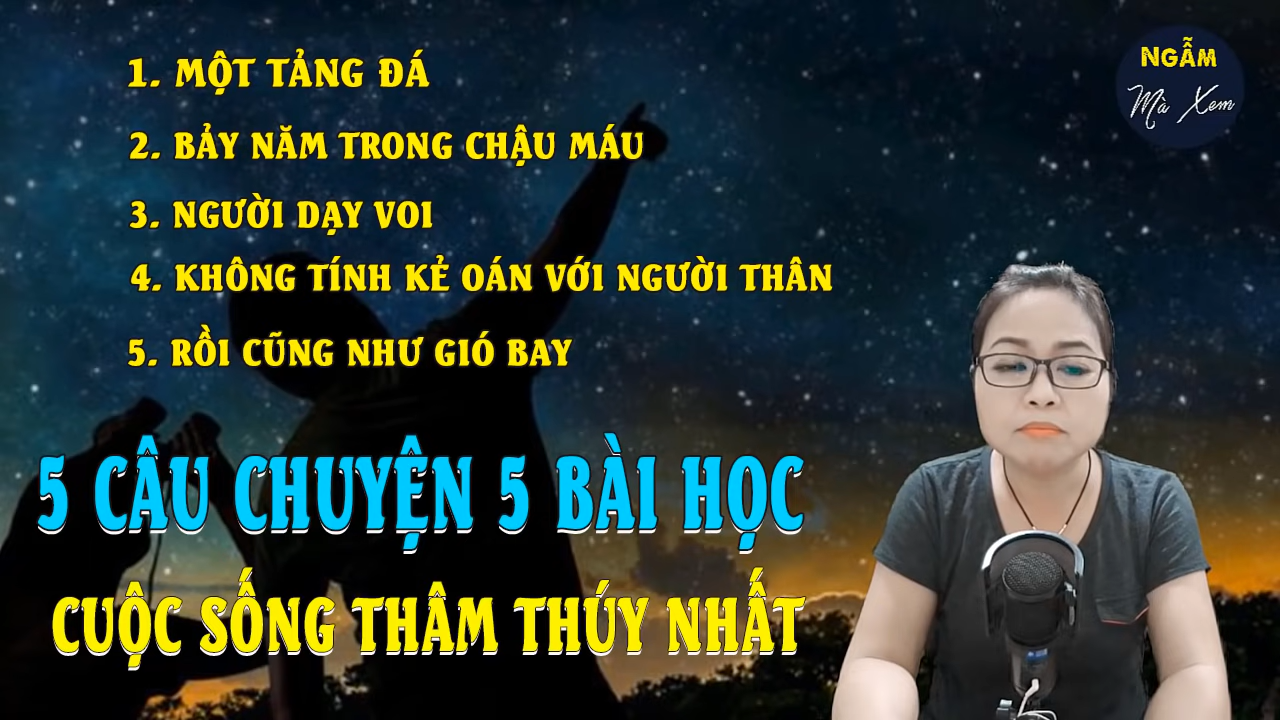 NGẪM
Mà Xem
1. MỘT TẢNG ĐÁ
2. BẢY NĂM TRONG CHẬU MÁU
3. NGƯỜI DẠY VOI
4. KHÔNG TÍNH KẺ OÁN VỚI NGƯỜI THÂN
5. RỒI CŨNG NHƯ GIÓ BAY
5 CÂU CHUYỆN 5 BÀI HỌC
CUỘC SỐNG THÂM THÚY NHẤT